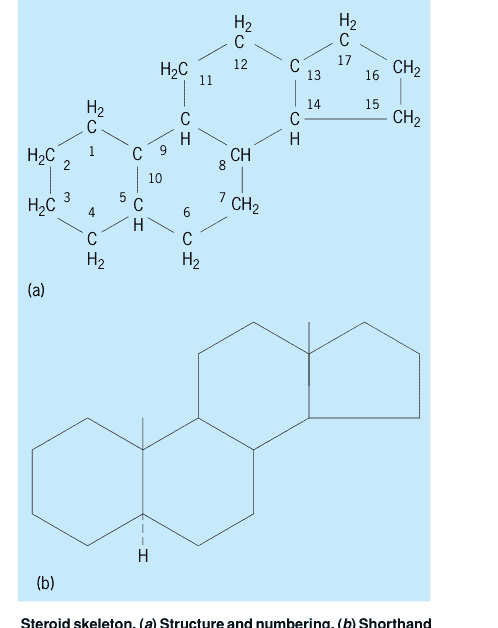 H2
C
H2
C
H2C
11
12
C
13
17
16
CH2
H2
C
C
H
14
C
H
15
CH2
H2C
2
1
C
9
8
CH
10
H2C
3
4
5
C
H
6
7
CH2
C
H2
C
H2
(a)
H
(b)
Steroid skeleton. (a) Structure and numbering. (b) Shorthand